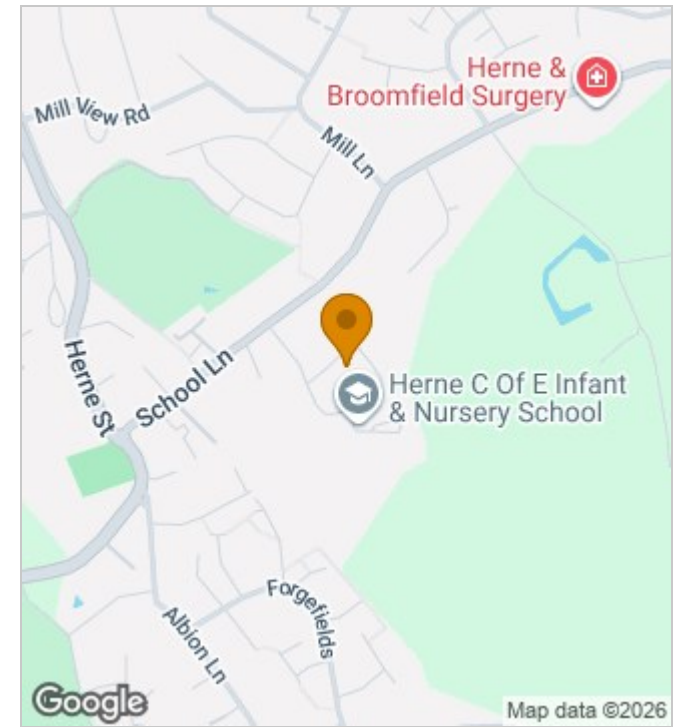 Herne &
Broomfield Surgery
Mill View Rd
Mill Ln
Herne St
School Ln
Herne C Of E Infant
& Nursery School
Forgefields
Albion Ln
Google
Map data ©2026